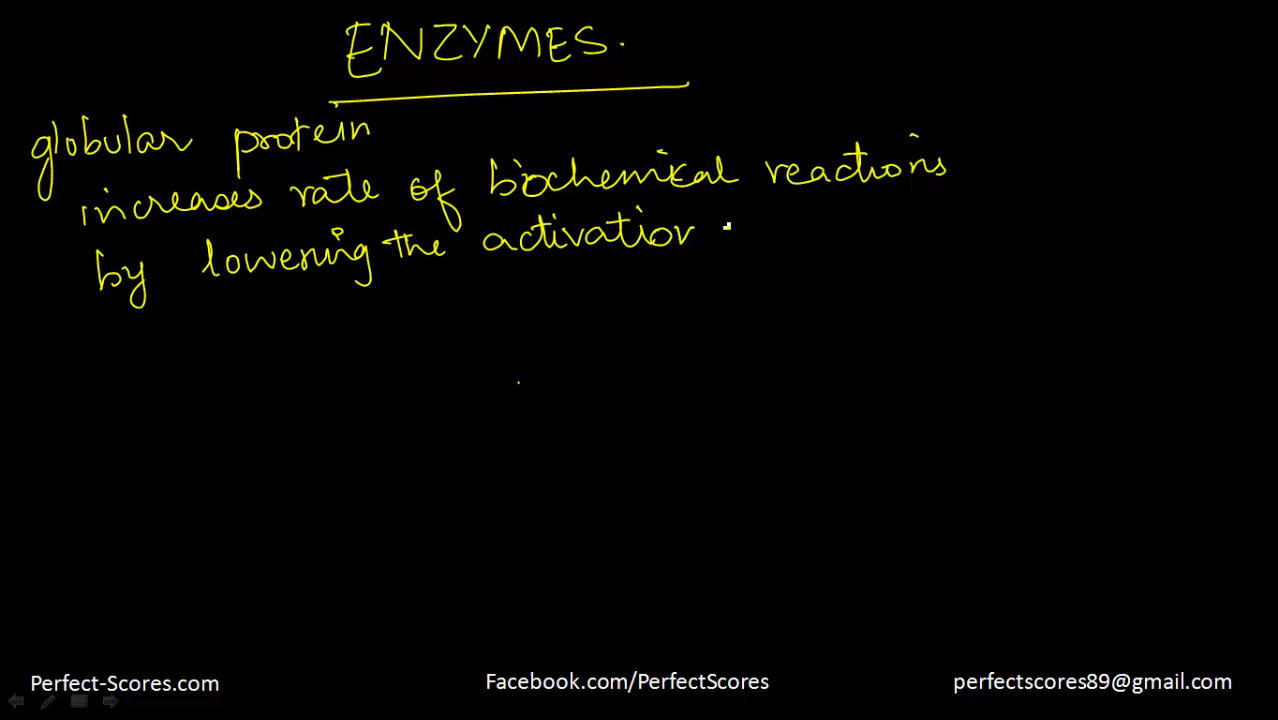 ENZYMES.
globular protein
increases rate of biochemical reactions
by lowering the activation
Perfect-Scores.com
Facebook.com/PerfectScores
perfectscores89@gmail.com